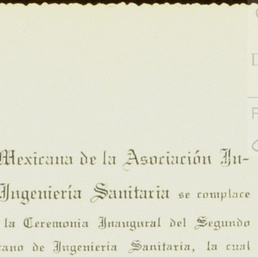 Mexicana de la Asociación In-
Ingeniería Sanitaria se complace
la Ceremonia Inaugural del Segundo
cano de Ingeniería Sanitaria, la cual